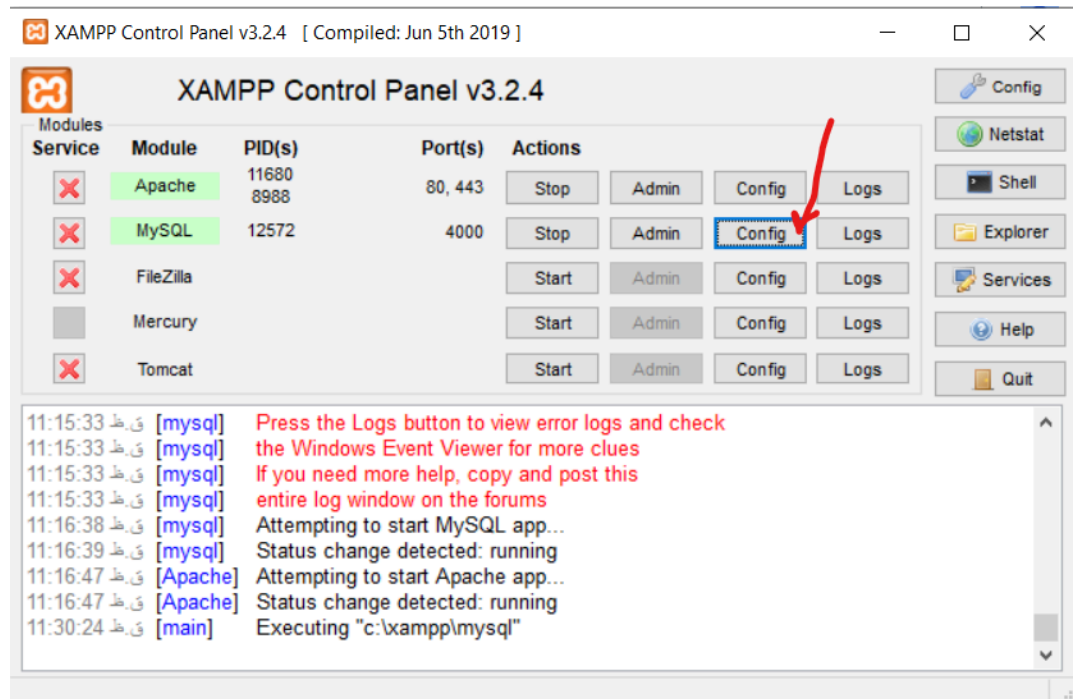 XAMPP Control Panel v3.2.4 [ Compiled: Jun 5th 2019 ]
XAMPP Control Panel v3.2.4
Config
Modules
Service Module PID(s) Port(s) Actions
Netstat
Apache 11680 8988 80, 443 Stop Admin Config Logs
Shell
MySQL 12572 4000 Stop Admin Config Logs
Explorer
FileZilla Start Admin Config Logs
Services
Mercury Start Admin Config Logs
Help
Tomcat Start Admin Config Logs
Quit
11:15:33 ق.ظ [mysql] Press the Logs button to view error logs and check
11:15:33 ق.ظ [mysql] the Windows Event Viewer for more clues
11:15:33 ق.ظ [mysql] If you need more help, copy and post this
11:15:33 ق.ظ [mysql] entire log window on the forums
11:16:38 ق.ظ [mysql] Attempting to start MySQL app...
11:16:39 ق.ظ [mysql] Status change detected: running
11:16:47 ق.ظ [Apache] Attempting to start Apache app...
11:16:47 ق.ظ [Apache] Status change detected: running
11:30:24 ق.ظ [main] Executing "c:\xampp\mysql"